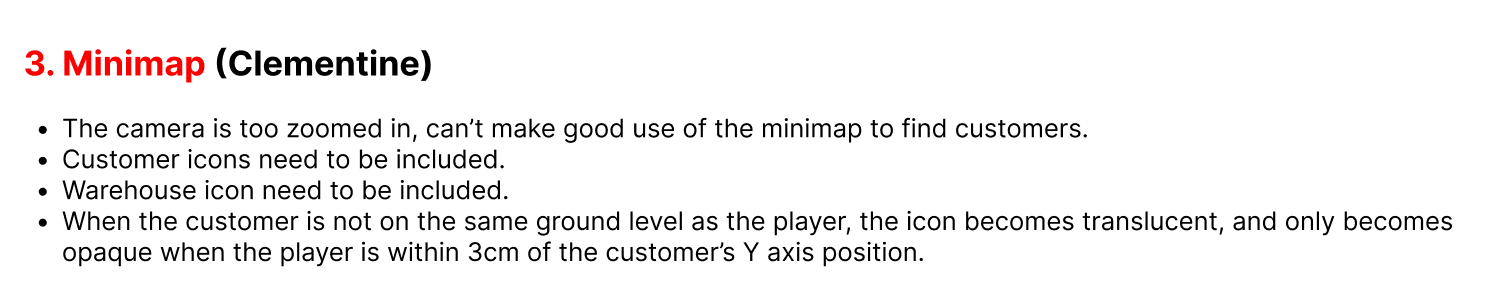 3. Minimap (Clementine)
• The camera is too zoomed in, can’t make good use of the minimap to find customers.
• Customer icons need to be included.
• Warehouse icon need to be included.
• When the customer is not on the same ground level as the player, the icon becomes translucent, and only becomes
opaque when the player is within 3cm of the customer’s Y axis position.